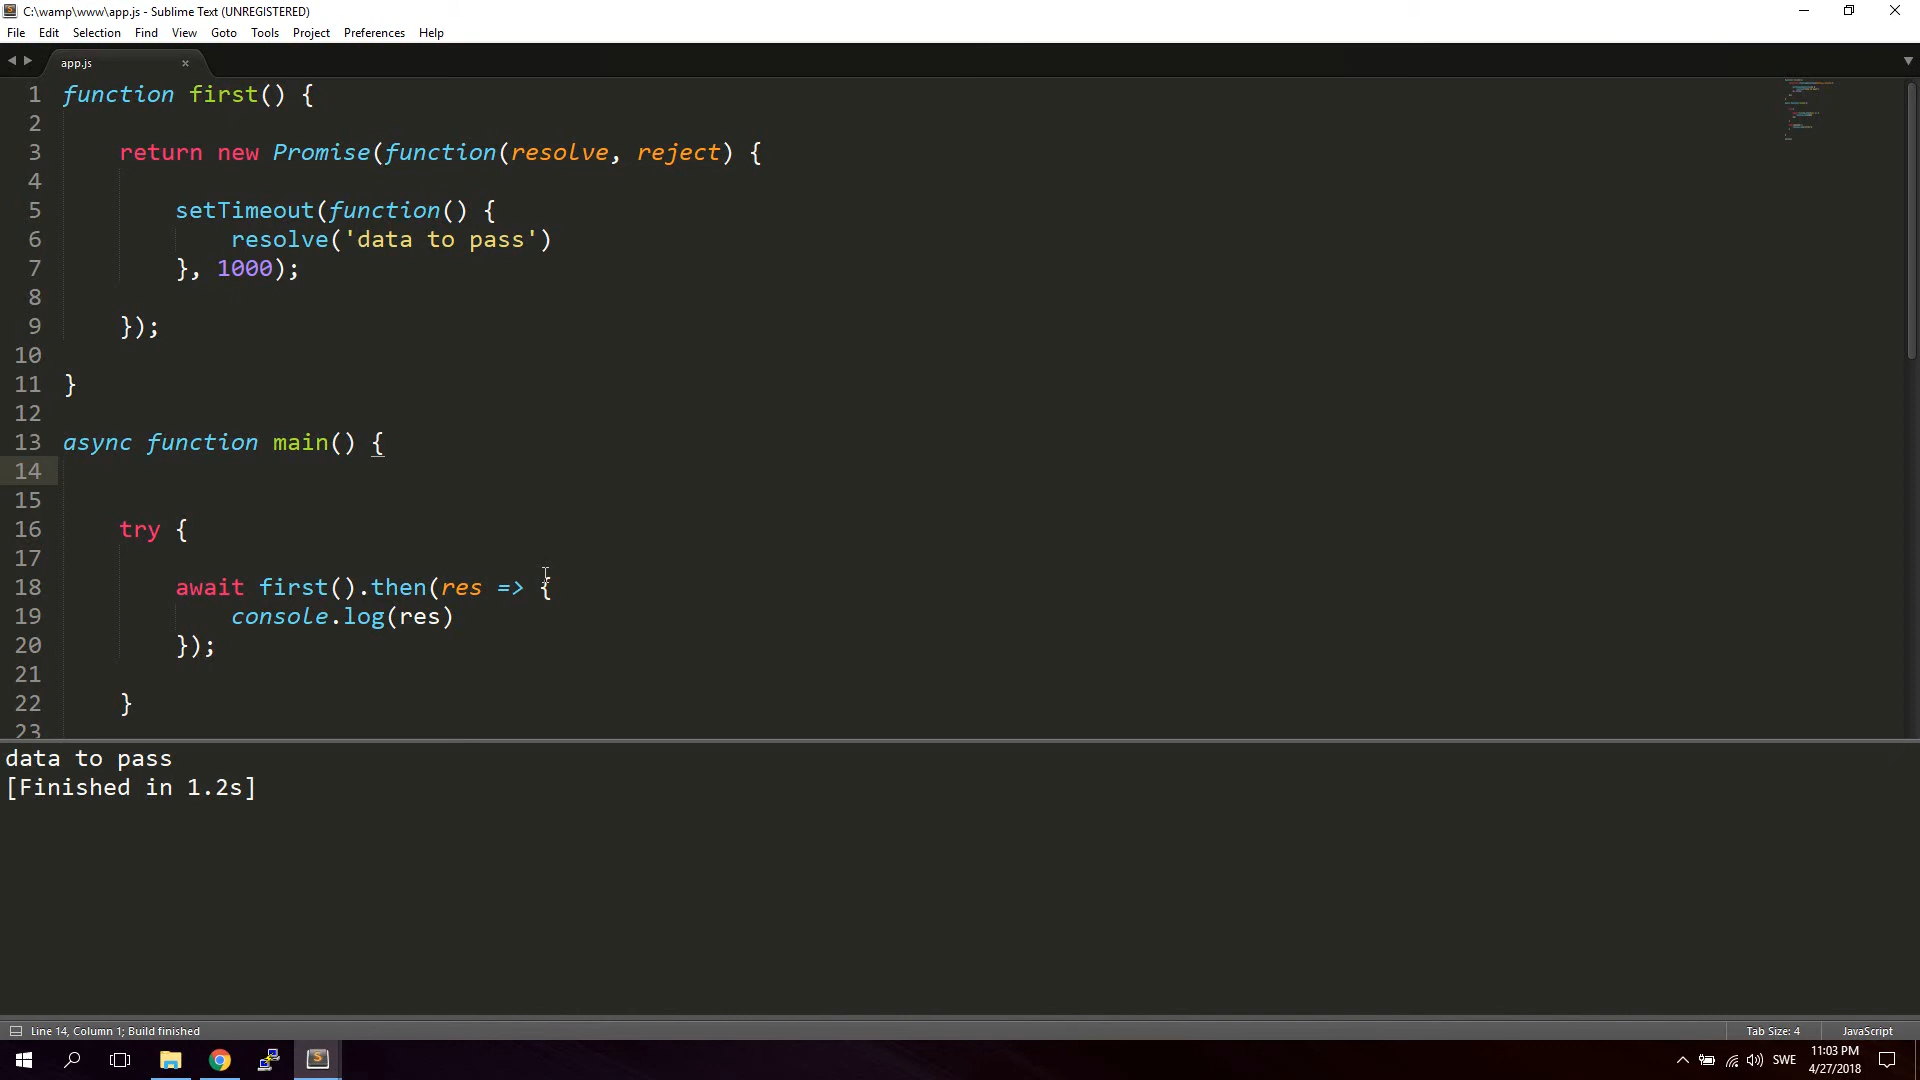 C:\wamp\www\app.js - Sublime Text (UNREGISTERED)
File Edit Selection Find View Goto Tools Project Preferences Help
app.js
1 function first() {
2
3 return new Promise(function(resolve, reject) {
4
5 setTimeout(function() {
6 resolve('data to pass')
7 }, 1000);
8
9 });
10
11 }
12
13 async function main() {
14
15
16 try {
17
18 await first().then(res => {
19 console.log(res)
20 });
21
22 }
23
data to pass
[Finished in 1.2s]
Line 14, Column 1; Build finished
Tab Size: 4
JavaScript
SWE
11:03 PM
4/27/2018